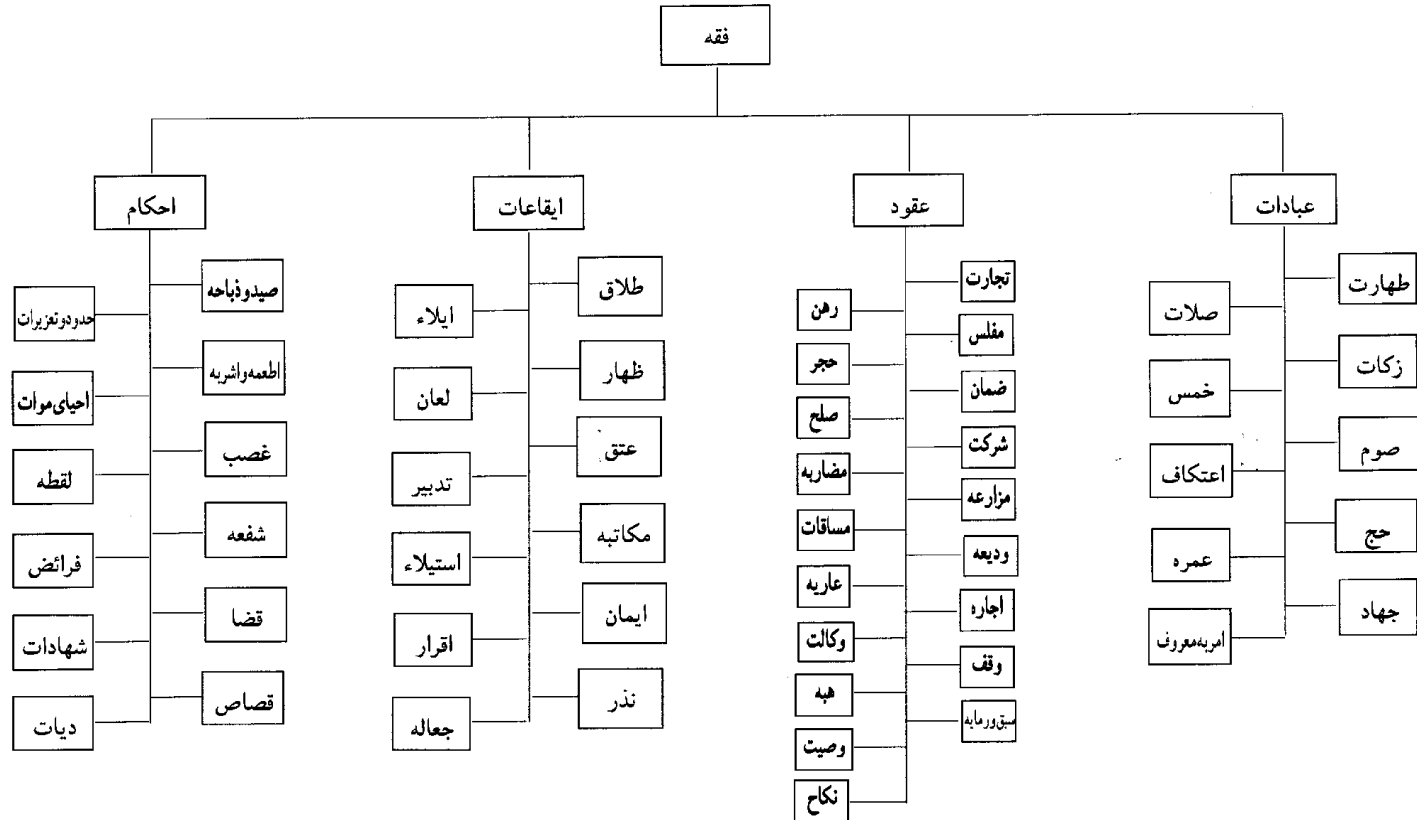 فقه
عبادات
طهارت
صلات
زکات
خمس
صوم
اعتکاف
حج
عمره
جهاد
امربه‌معروف
عقود
تجارت
رهن
مفلس
حجر
ضمان
صلح
شرکت
مضاربه
مزارعه
مساقات
ودیعه
عاریه
اجاره
وکالت
وقف
هبه
سبق‌ورمایه
وصیت
نکاح
ایقاعات
طلاق
ایلاء
ظهار
لعان
عتق
تدبیر
مکاتبه
استیلاء
ایمان
اقرار
نذر
جعاله
احکام
صیدوذباحه
حدودوتعزیرات
اطعمه‌واشربه
احیای‌موات
غصب
لقطه
شفعه
فرائض
قضا
شهادات
قصاص
دیات